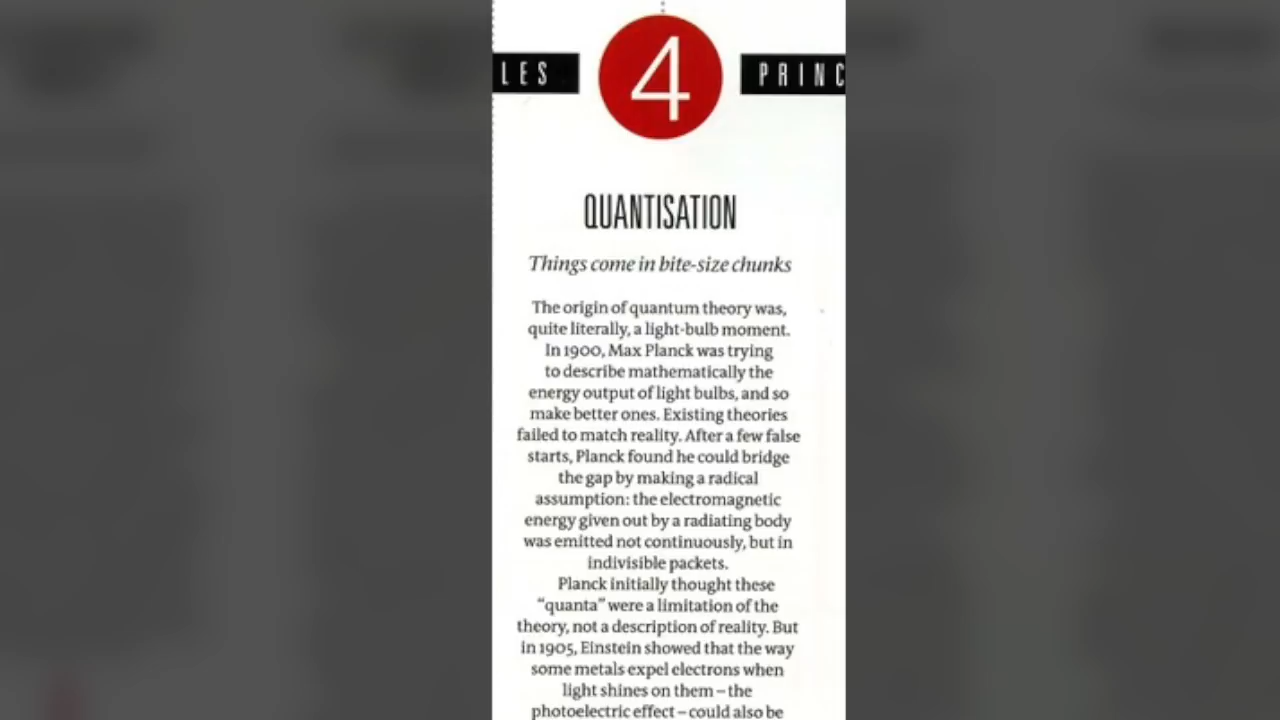 LES 4 PRINC
QUANTISATION
Things come in bite-size chunks
The origin of quantum theory was,
quite literally, a light-bulb moment.
In 1900, Max Planck was trying
to describe mathematically the
energy output of light bulbs, and so
make better ones. Existing theories
failed to match reality. After a few false
starts, Planck found he could bridge
the gap by making a radical
assumption: the electromagnetic
energy given out by a radiating body
was emitted not continuously, but in
indivisible packets.
Planck initially thought these
“quanta” were a limitation of the
theory, not a description of reality. But
in 1905, Einstein showed that the way
some metals expel electrons when
light shines on them – the
photoelectric effect – could also be